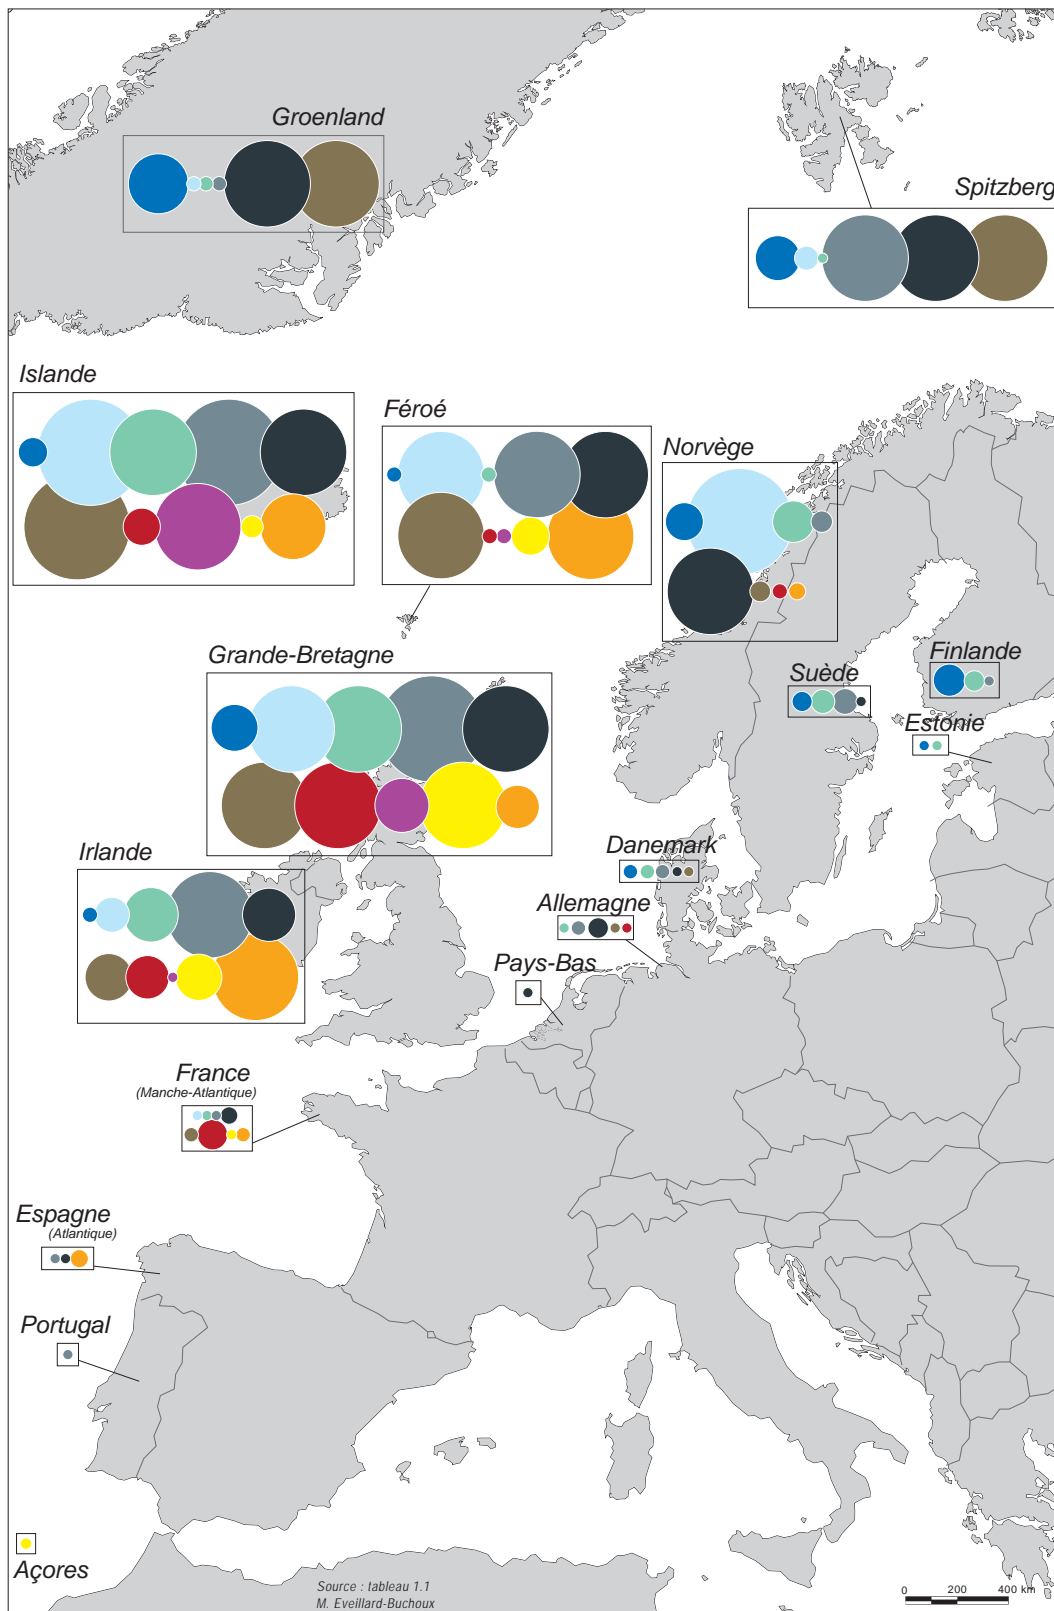 Groenland
Spitzberg
Islande
Féroé
Norvège
Grande-Bretagne
Suède
Finlande
Estonie
Irlande
Danemark
Allemagne
Pays-Bas
France
(Manche-Atlantique)
Espagne
(Atlantique)
Portugal
Açores
Source : tableau 1.1
M. Eveillard-Buchoux
0 200 400 km